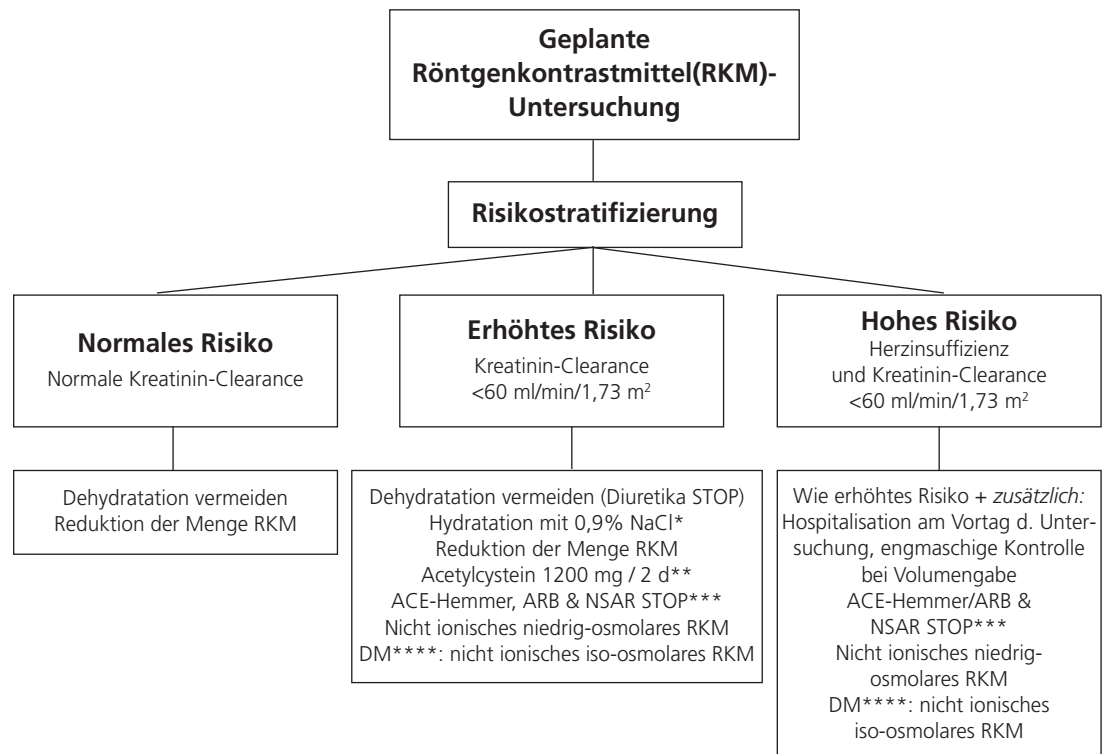 Geplante
Röntgenkontrastmittel(RKM)-
Untersuchung
Risikostratifizierung
Normales Risiko
Normale Kreatinin-Clearance
Erhöhtes Risiko
Kreatinin-Clearance
<60 ml/min/1,73 m²
Hohes Risiko
Herzinsuffizienz
und Kreatinin-Clearance
<60 ml/min/1,73 m²
Dehydratation vermeiden
Reduktion der Menge RKM
Dehydratation vermeiden (Diuretika STOP)
Hydratation mit 0,9% NaCl*
Reduktion der Menge RKM
Acetylcystein 1200 mg / 2 d**
ACE-Hemmer, ARB & NSAR STOP***
Nicht ionisches niedrig-osmolares RKM
DM****: nicht ionisches iso-osmolares RKM
Wie erhöhtes Risiko + zusätzlich:
Hospitalisation am Vortag d. Unter-
suchung, engmaschige Kontrolle
bei Volumengabe
ACE-Hemmer/ARB &
NSAR STOP***
Nicht ionisches niedrig-
osmolares RKM
DM****: nicht ionisches
iso-osmolares RKM